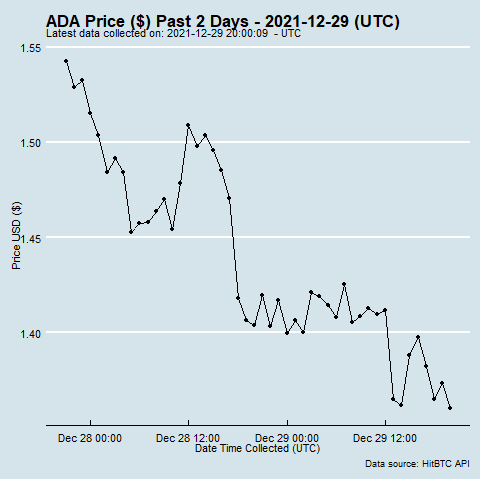 ADA Price ($) Past 2 Days - 2021-12-29 (UTC)
Latest data collected on: 2021-12-29 20:00:09 - UTC
1.55
1.50
1.45
1.40
Price USD ($)
Dec 28 00:00 Dec 28 12:00 Dec 29 00:00 Dec 29 12:00
Date Time Collected (UTC)
Data source: HitBTC API